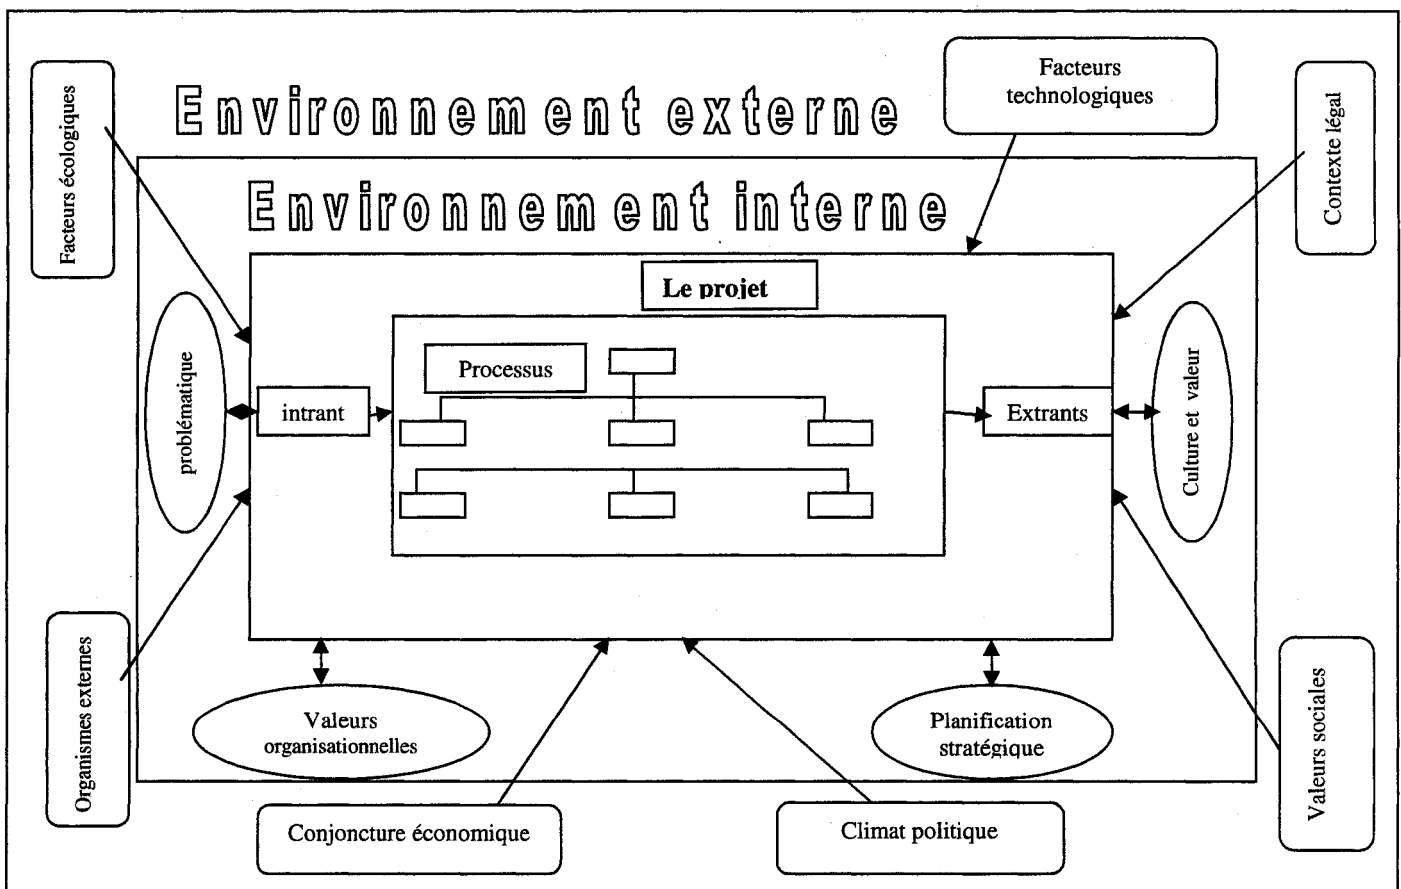 Facteurs
technologiques
Environnement externe
Facteurs écologiques
Contexte légal
Environnement interne
Le projet
Processus
problématique
intrant
Extrants
Culture et valeur
Organismes externes
Valeurs
organisationnelles
Planification
stratégique
Valeurs sociales
Conjoncture économique
Climat politique